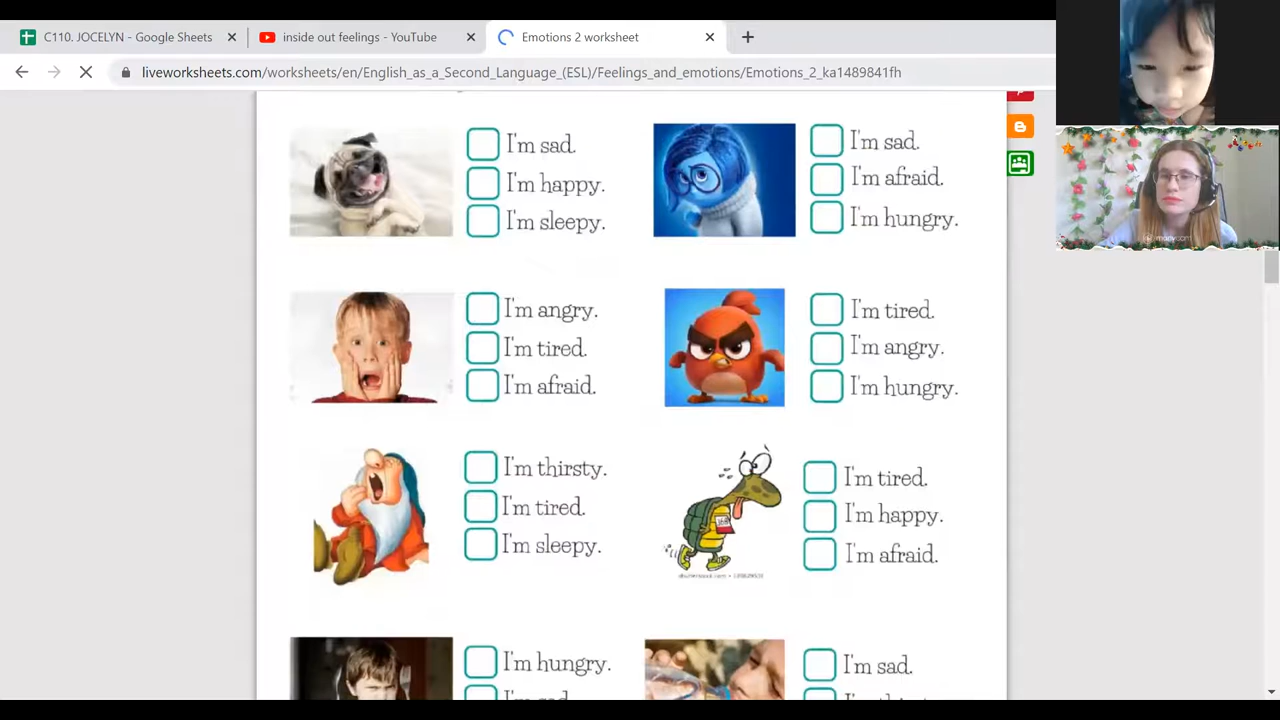 C110. JOCELYN - Google Sheets
inside out feelings - YouTube
Emotions 2 worksheet
liveworksheets.com/worksheets/en/English_as_a_Second_Language_(ESL)/Feelings_and_emotions/Emotions_2_ka1489841fh
I'm sad.
I'm happy.
I'm sleepy.
I'm sad.
I'm afraid.
I'm hungry.
I'm angry.
I'm tired.
I'm afraid.
I'm tired.
I'm angry.
I'm hungry.
I'm thirsty.
I'm tired.
I'm sleepy.
I'm tired.
I'm happy.
I'm afraid.
I'm hungry.
I'm sad.